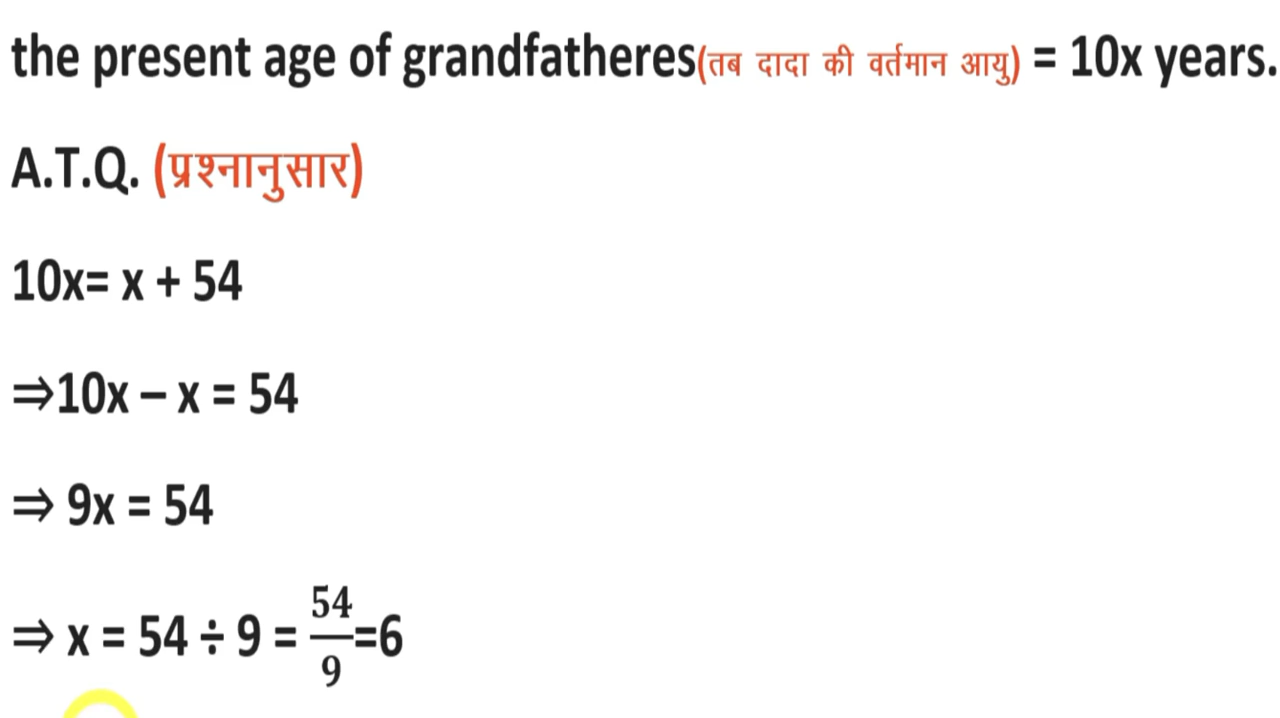 the present age of grandfatheres(तब दादा की वर्तमान आयु) = 10x years.
A.T.Q. (प्रश्नानुसार)
10x= x + 54
⇒10x – x = 54
⇒ 9x = 54
⇒ x = 54 ÷ 9 = 54/9=6